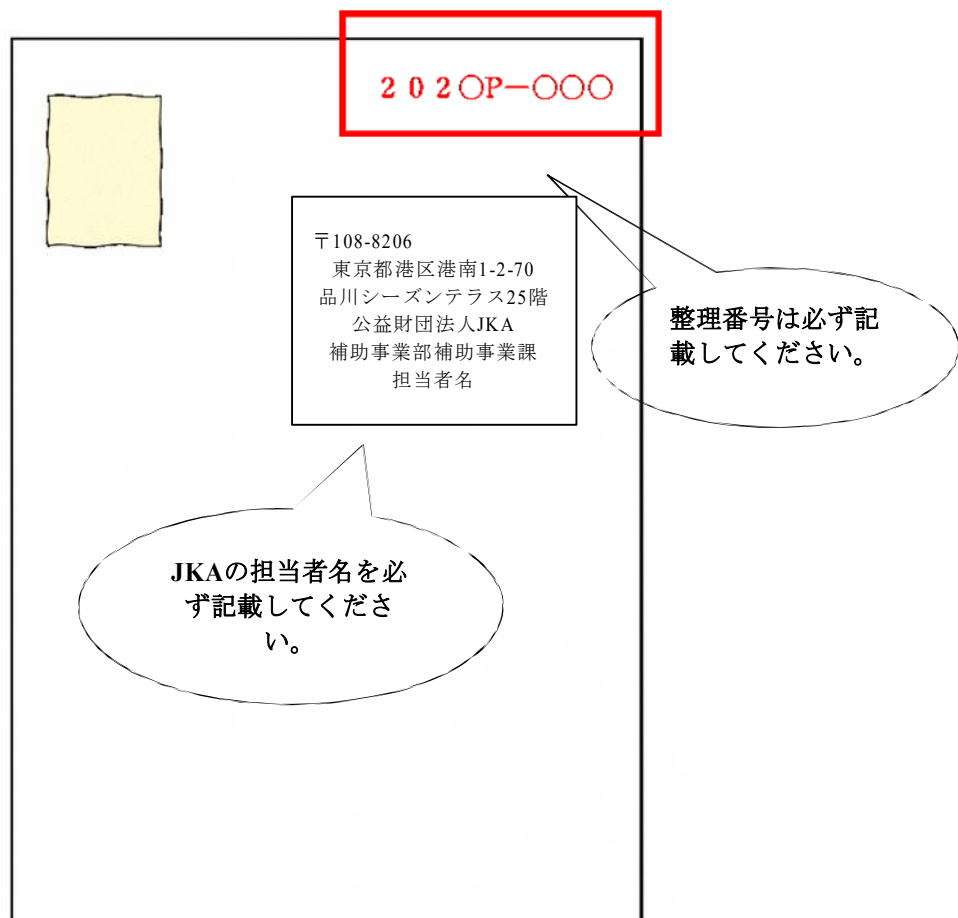 ２０２○P－○○○
〒108-8206
東京都港区港南1-2-70
品川シーズンテラス25階
公益財団法人JKA
補助事業部補助事業課
担当者名
整理番号は必ず記
載してください。
JKAの担当者名を必
ず記載してくださ
い。